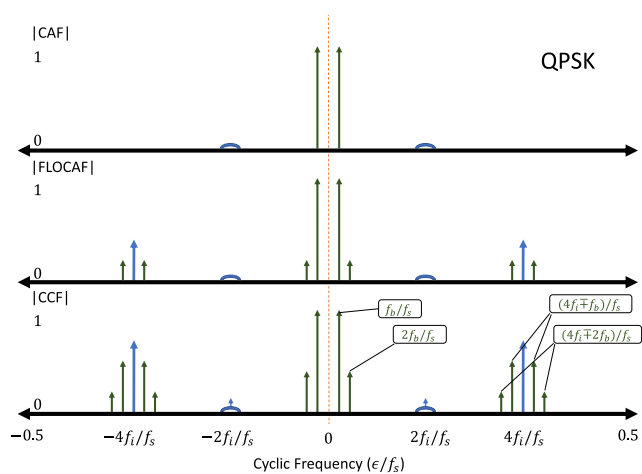 |CAF|
1
QPSK
0
|FLOCAF|
1
0
|CCF|
1
f_b/f_s
(4f_i∓f_b)/f_s
2f_b/f_s
(4f_i∓2f_b)/f_s
0
−0.5 −4f_i/f_s −2f_i/f_s 0 2f_i/f_s 4f_i/f_s 0.5
Cyclic Frequency (ϵ/f_s)